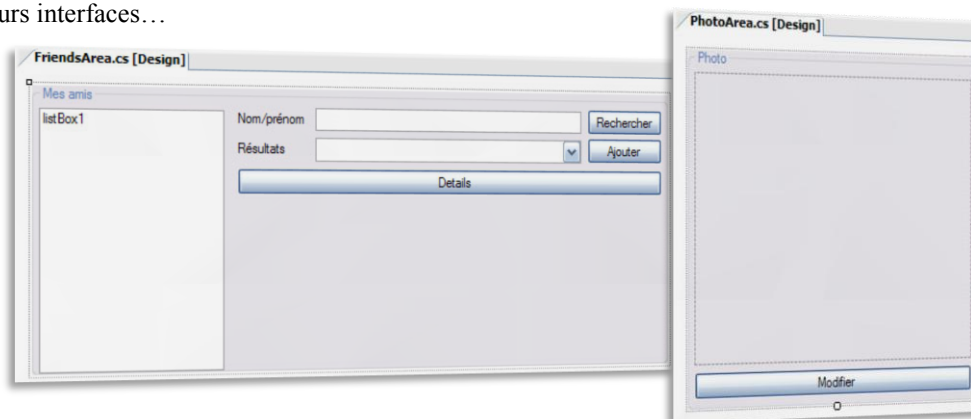 urs interfaces…
FriendsArea.cs [Design]
Mes amis
listBox1
Nom/prénom
Rechercher
Résultats
Ajouter
Details
PhotoArea.cs [Design]
Photo
Modifier